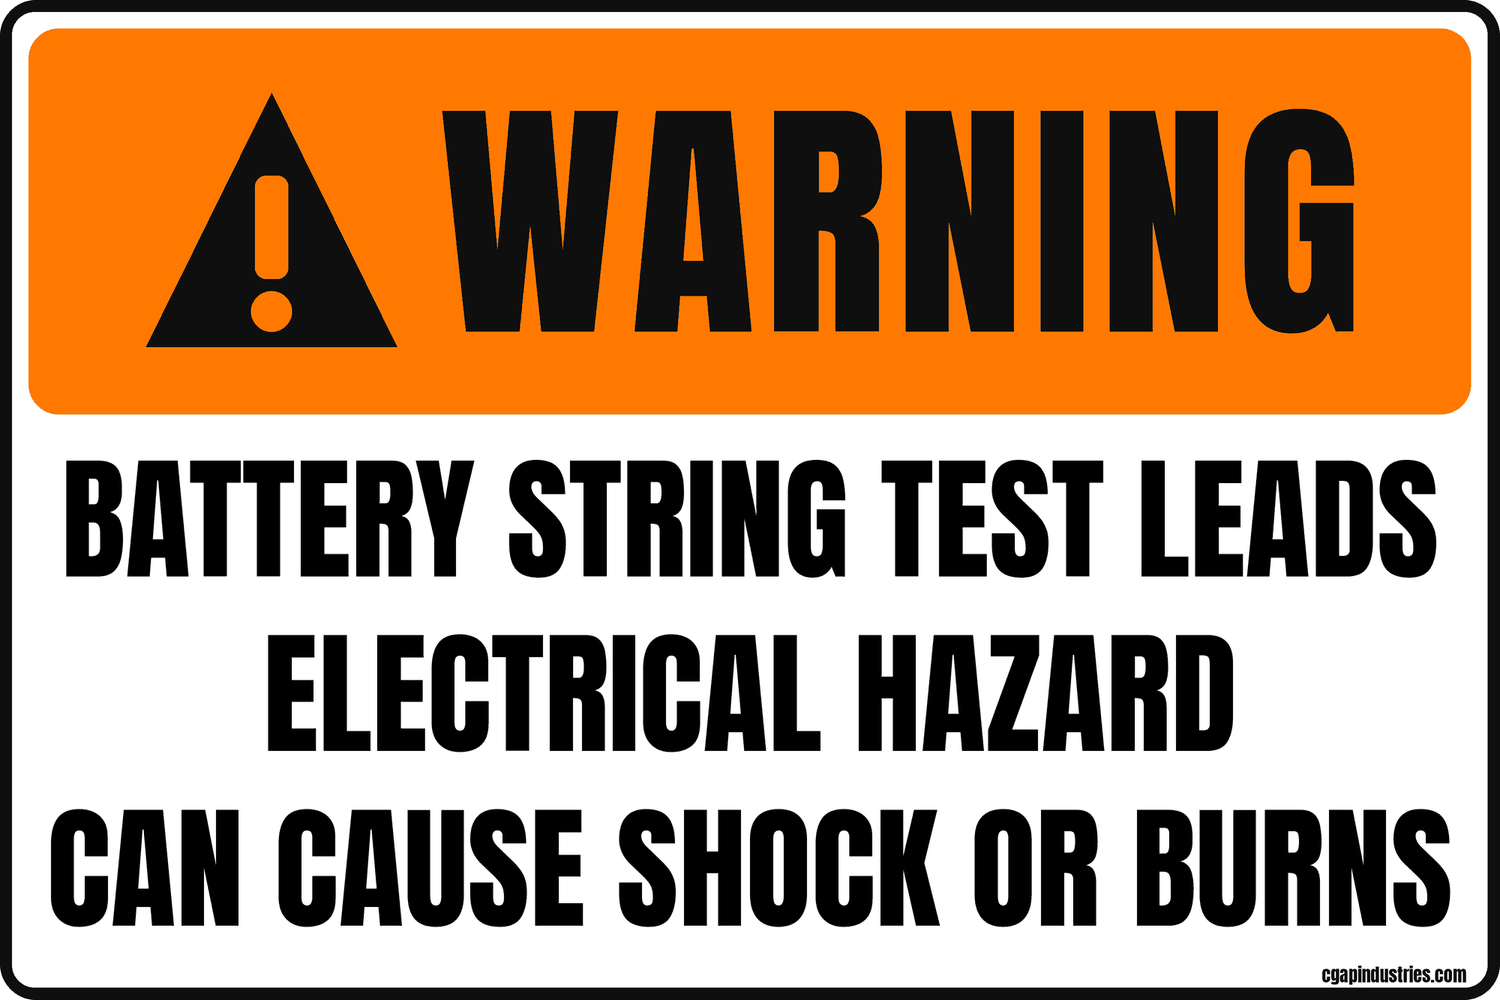 WARNING
BATTERY STRING TEST LEADS
ELECTRICAL HAZARD
CAN CAUSE SHOCK OR BURNS
cgapindustries.com